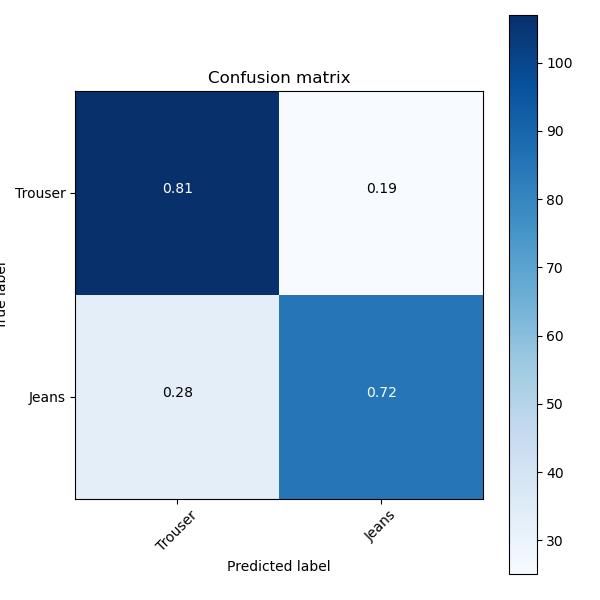 Confusion matrix
Trouser
Jeans
0.81
0.19
0.28
0.72
Trouser
Jeans
Predicted label
label
100
90
80
70
60
50
40
30